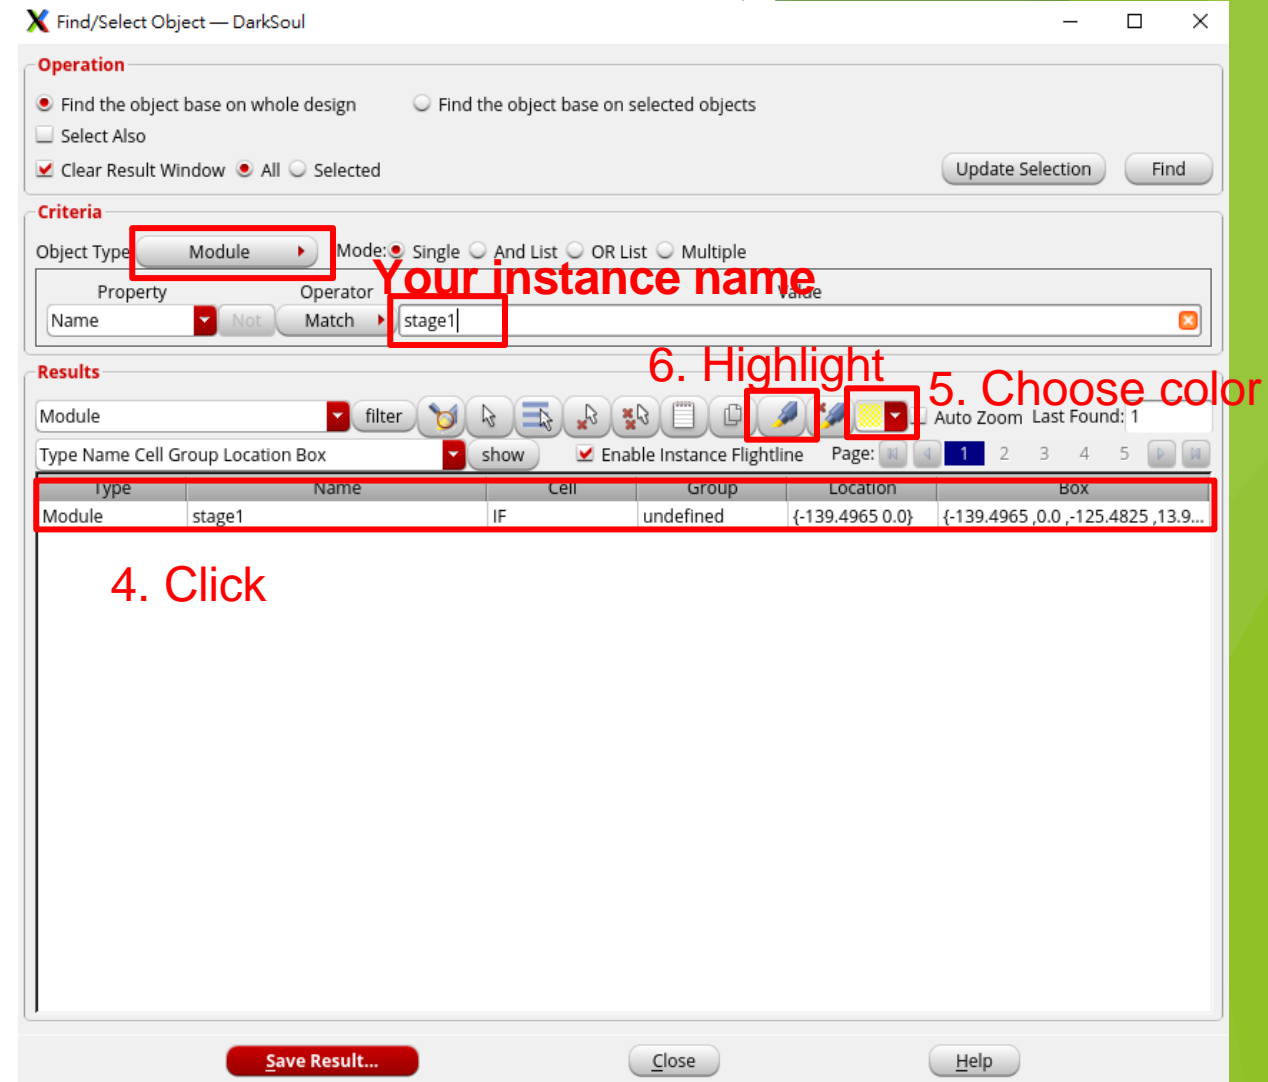 Find/Select Object — DarkSoul
Operation
Find the object base on whole design Find the object base on selected objects
Select Also
Clear Result Window All Selected Update Selection Find
Criteria
Object Type Module Mode: Single And List OR List Multiple
Your instance name
Property Operator Value
Name Not Match stage1
6. Highlight
Results
5. Choose color
Module filter Auto Zoom Last Found: 1
Type Name Cell Group Location Box show Enable Instance Flightline Page: 1 2 3 4 5
Type Name Cell Group Location Box
Module stage1 IF undefined {-139.4965 0.0} {-139.4965 ,0.0 ,-125.4825 ,13.9...
4. Click
Save Result... Close Help